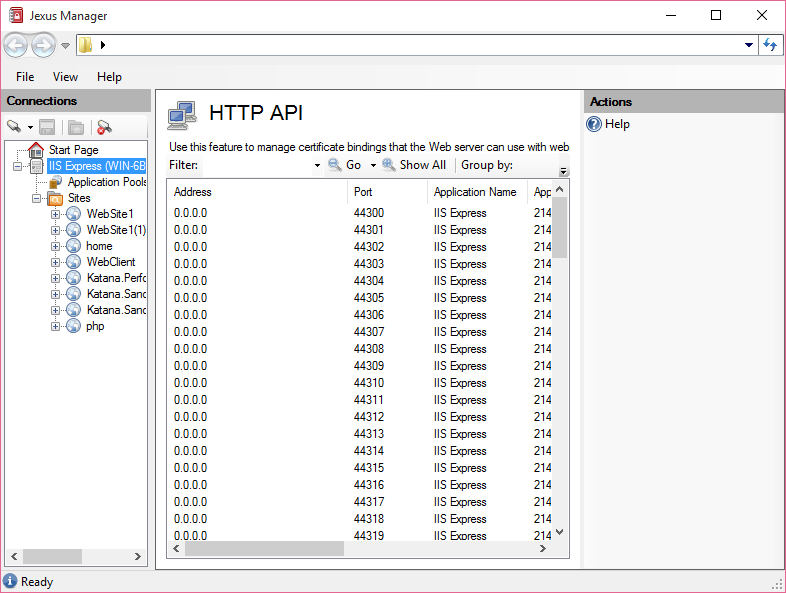 Jexus Manager
File View Help
Connections
Start Page
IIS Express (WIN-6B
Application Pools
Sites
WebSite1
WebSite1(1)
home
WebClient
Katana.Perfo
Katana.Sand
Katana.Sand
php
HTTP API
Use this feature to manage certificate bindings that the Web server can use with web
Filter: Go Show All Group by:
Address Port Application Name App
0.0.0.0 44300 IIS Express 214
0.0.0.0 44301 IIS Express 214
0.0.0.0 44302 IIS Express 214
0.0.0.0 44303 IIS Express 214
0.0.0.0 44304 IIS Express 214
0.0.0.0 44305 IIS Express 214
0.0.0.0 44306 IIS Express 214
0.0.0.0 44307 IIS Express 214
0.0.0.0 44308 IIS Express 214
0.0.0.0 44309 IIS Express 214
0.0.0.0 44310 IIS Express 214
0.0.0.0 44311 IIS Express 214
0.0.0.0 44312 IIS Express 214
0.0.0.0 44313 IIS Express 214
0.0.0.0 44314 IIS Express 214
0.0.0.0 44315 IIS Express 214
0.0.0.0 44316 IIS Express 214
0.0.0.0 44317 IIS Express 214
0.0.0.0 44318 IIS Express 214
0.0.0.0 44319 IIS Express 214
Actions
Help
Ready